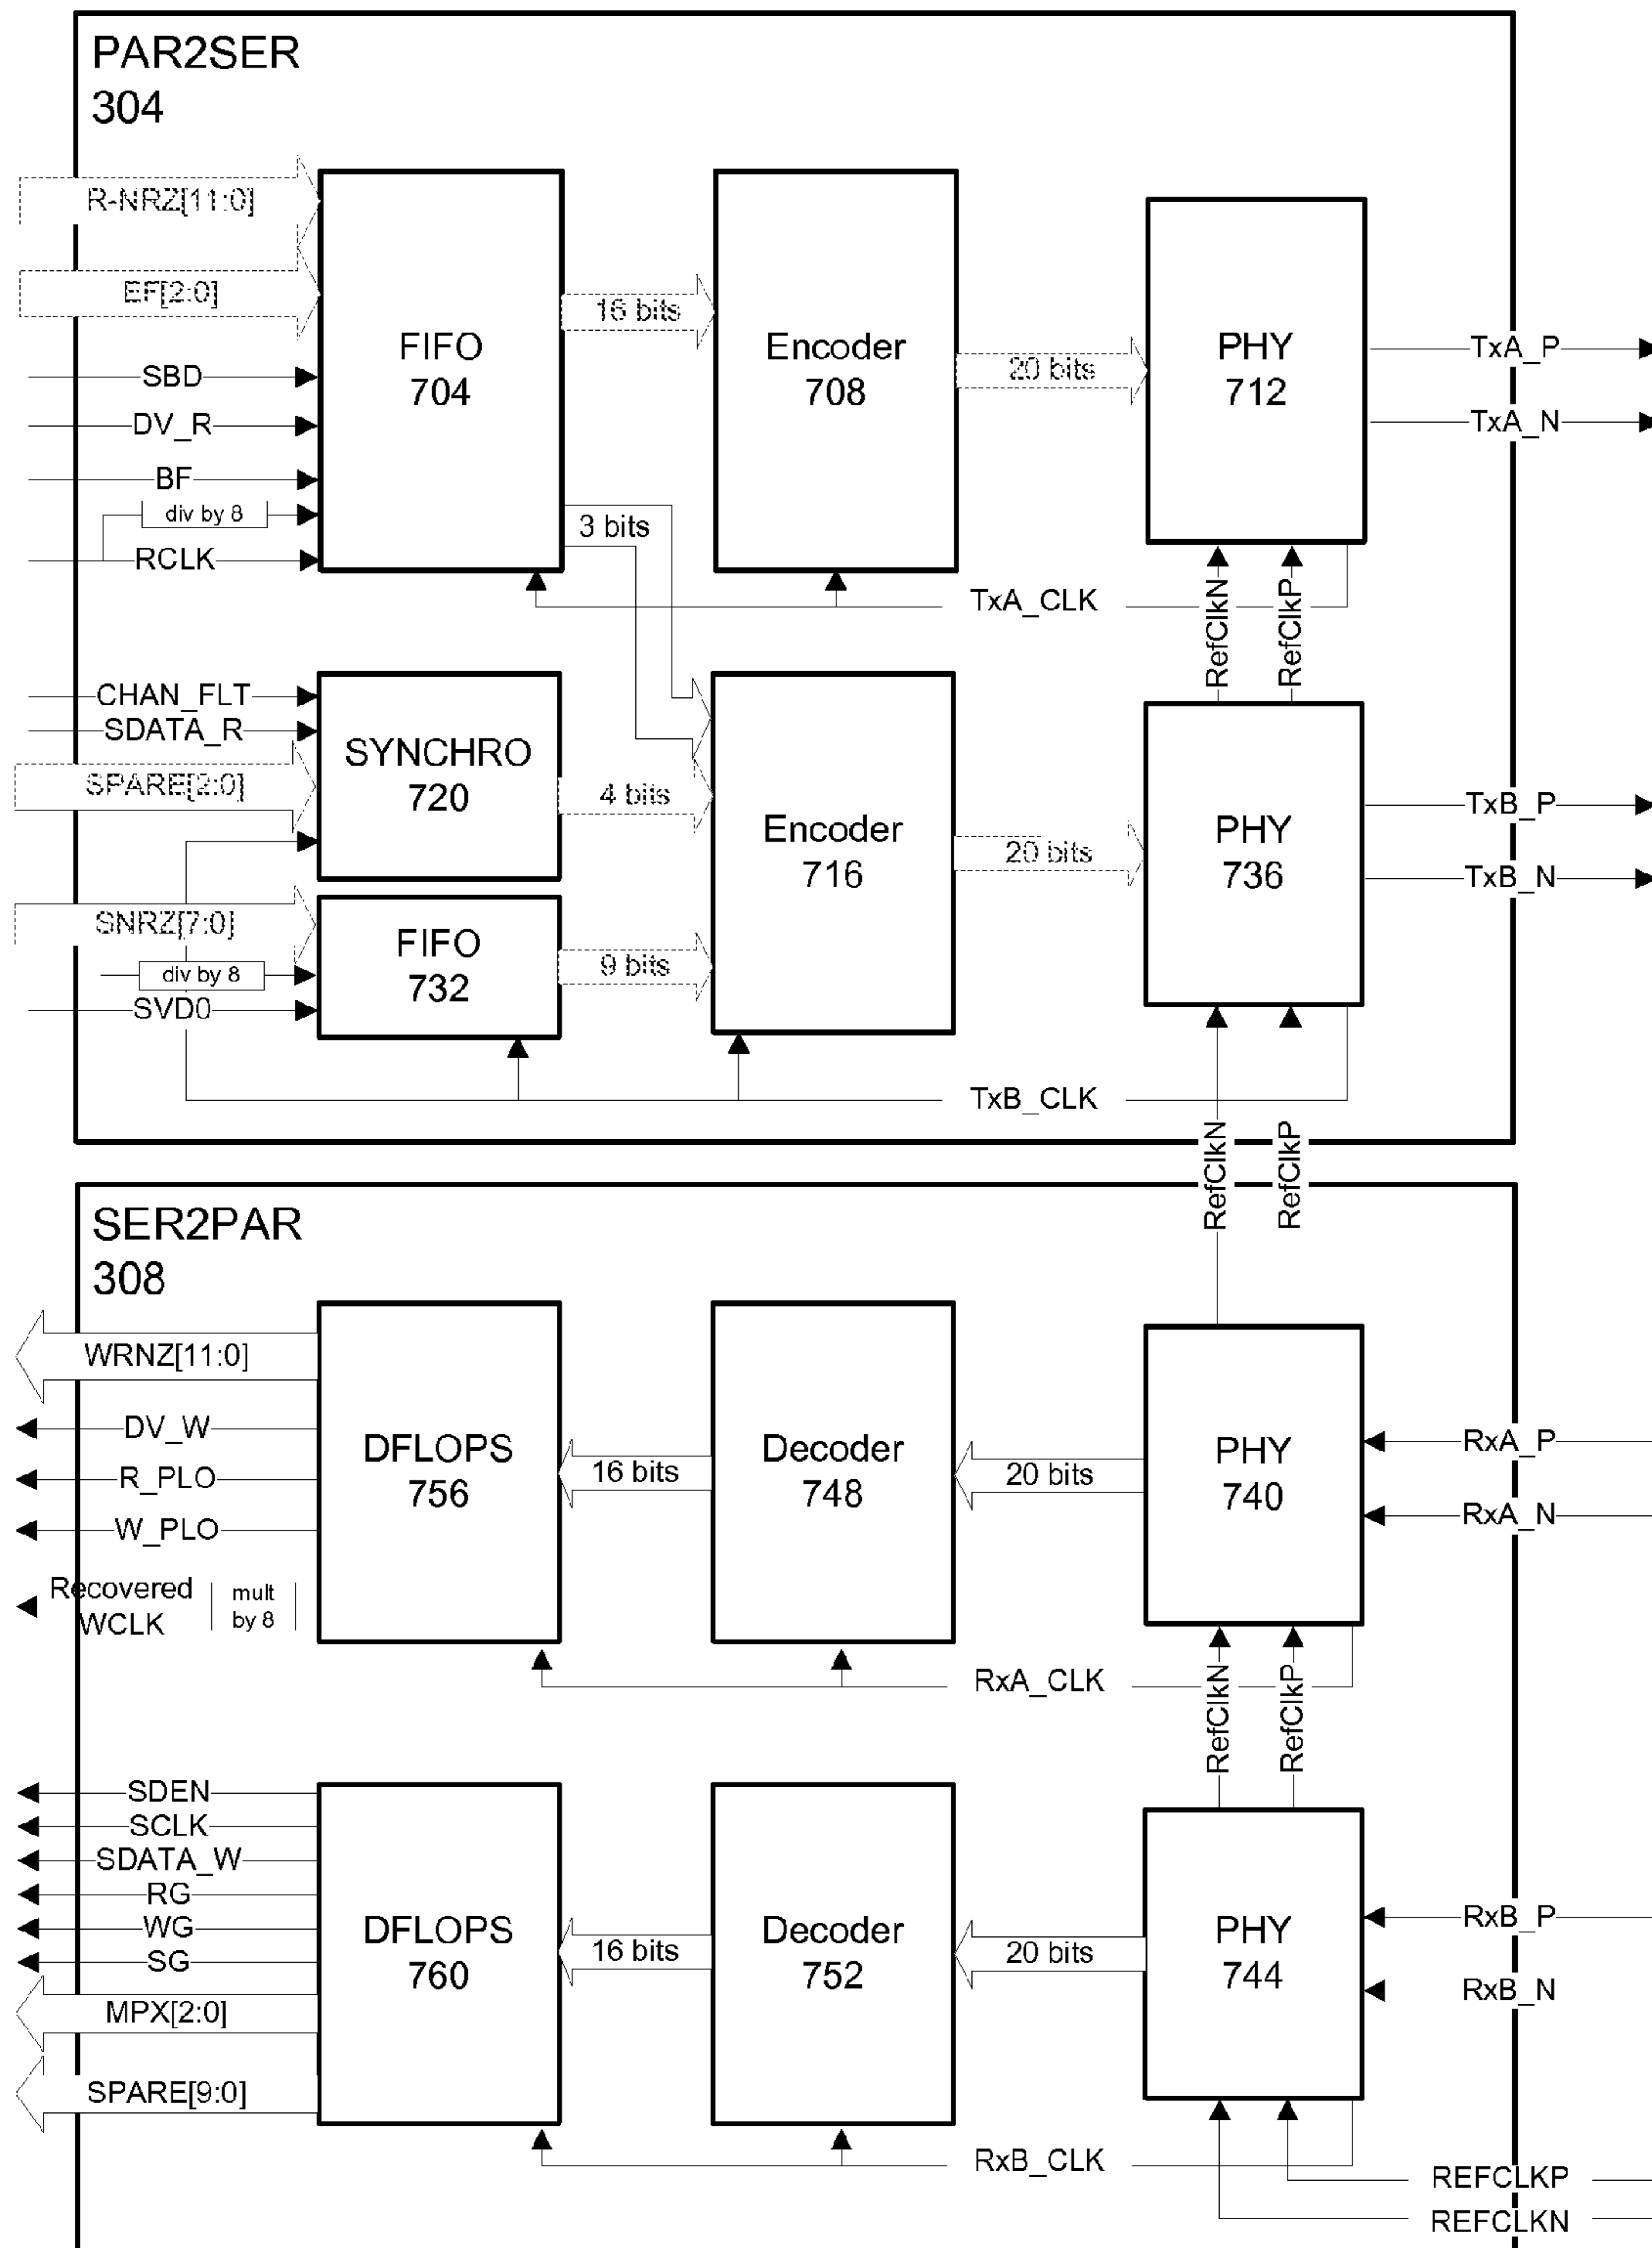 PAR2SER
304
R-NRZ[11:0]
EF[2:0]
SBD
DV_R
BF
div by 8
RCLK
FIFO
704
16 bits
3 bits
Encoder
708
20 bits
PHY
712
TxA_P
TxA_N
TxA_CLK
RefClkN
RefClkP
CHAN_FLT
SDATA_R
SPARE[2:0]
SYNCHRO
720
4 bits
SNRZ[7:0]
div by 8
SVD0
FIFO
732
9 bits
Encoder
716
20 bits
PHY
736
TxB_P
TxB_N
TxB_CLK
RefClkN
RefClkP
SER2PAR
308
WRNZ[11:0]
DV_W
R_PLO
W_PLO
Recovered
WCLK
mult
by 8
DFLOPS
756
16 bits
Decoder
748
20 bits
PHY
740
RxA_P
RxA_N
RxA_CLK
RefClkN
RefClkP
SDEN
SCLK
SDATA_W
RG
WG
SG
MPX[2:0]
SPARE[9:0]
DFLOPS
760
16 bits
Decoder
752
20 bits
PHY
744
RxB_P
RxB_N
RxB_CLK
REFCLKP
REFCLKN